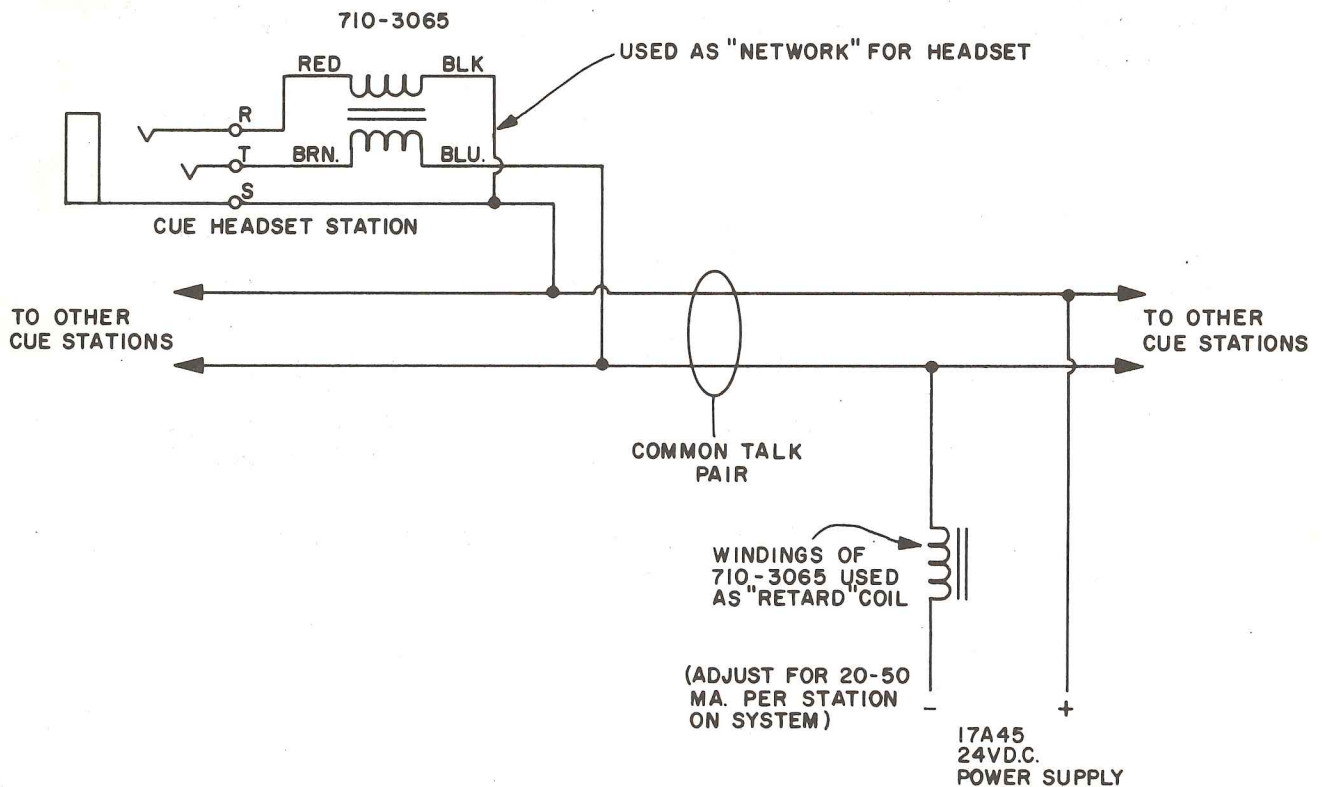 710-3065
USED AS "NETWORK" FOR HEADSET
RED
BLK
R
T
BRN.
BLU.
S
CUE HEADSET STATION
TO OTHER
CUE STATIONS
TO OTHER
CUE STATIONS
COMMON TALK
PAIR
WINDINGS OF
710-3065 USED
AS "RETARD" COIL
(ADJUST FOR 20-50
MA. PER STATION
ON SYSTEM)
- +
17A45
24VD.C.
POWER SUPPLY